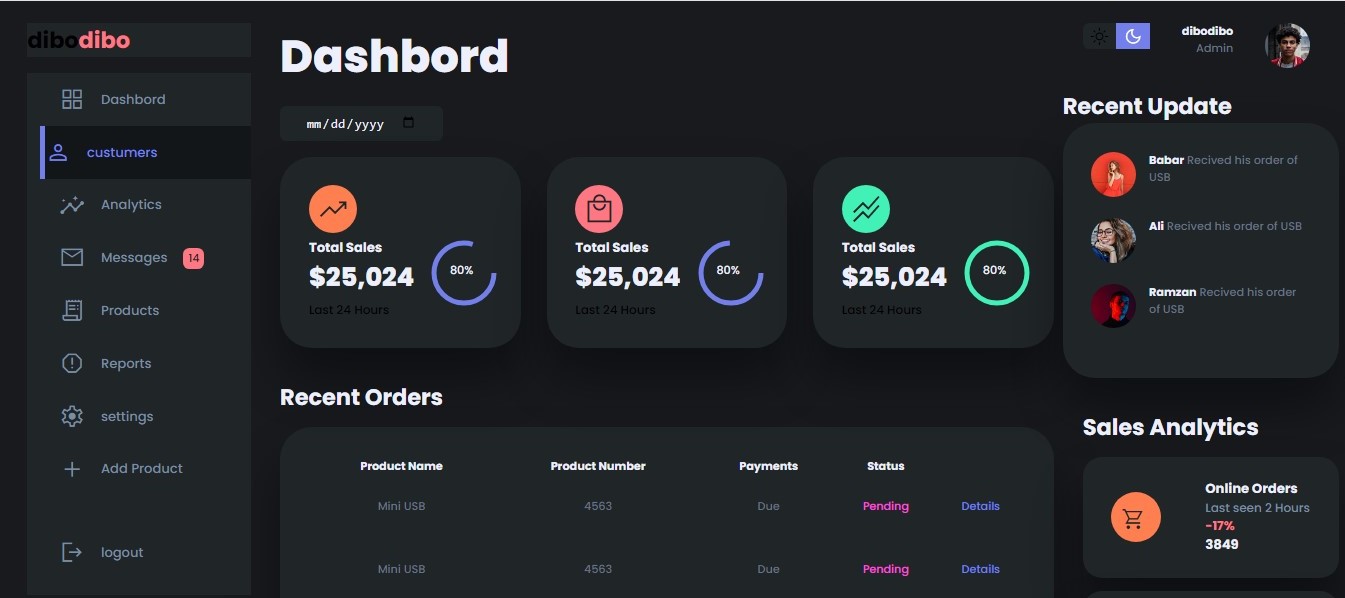 dibodibo
Dashbord
custumers
Analytics
Messages 14
Products
Reports
settings
Add Product
logout
Dashbord
mm/dd/yyyy
Total Sales
$25,024
80%
Last 24 Hours
Total Sales
$25,024
80%
Last 24 Hours
Total Sales
$25,024
80%
Last 24 Hours
Recent Orders
Product Name Product Number Payments Status
Mini USB 4563 Due Pending Details
Mini USB 4563 Due Pending Details
dibodibo
Admin
Recent Update
Babar Recived his order of
USB
Ali Recived his order of USB
Ramzan Recived his order
of USB
Sales Analytics
Online Orders
Last seen 2 Hours
-17%
3849